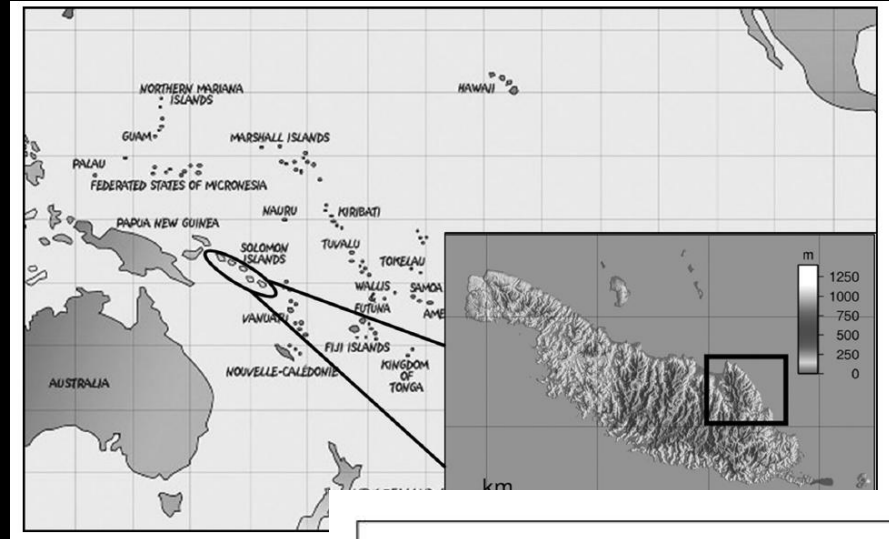 NORTHERN MARIANA
ISLANDS
HAWAII
GUAM
MARSHALL ISLANDS
PALAU
FEDERATED STATES OF MICRONESIA
NAURU
KIRIBATI
PAPUA NEW GUINEA
SOLOMON
ISLANDS
TUVALU
TOKELAU
WALLIS
&
FUTUNA
SAMOA
AME
VANUATU
FIJI ISLANDS
NOUVELLE-CALÉDONIE
KINGDOM
OF
TONGA
AUSTRALIA
m
1250
1000
750
500
250
0
km